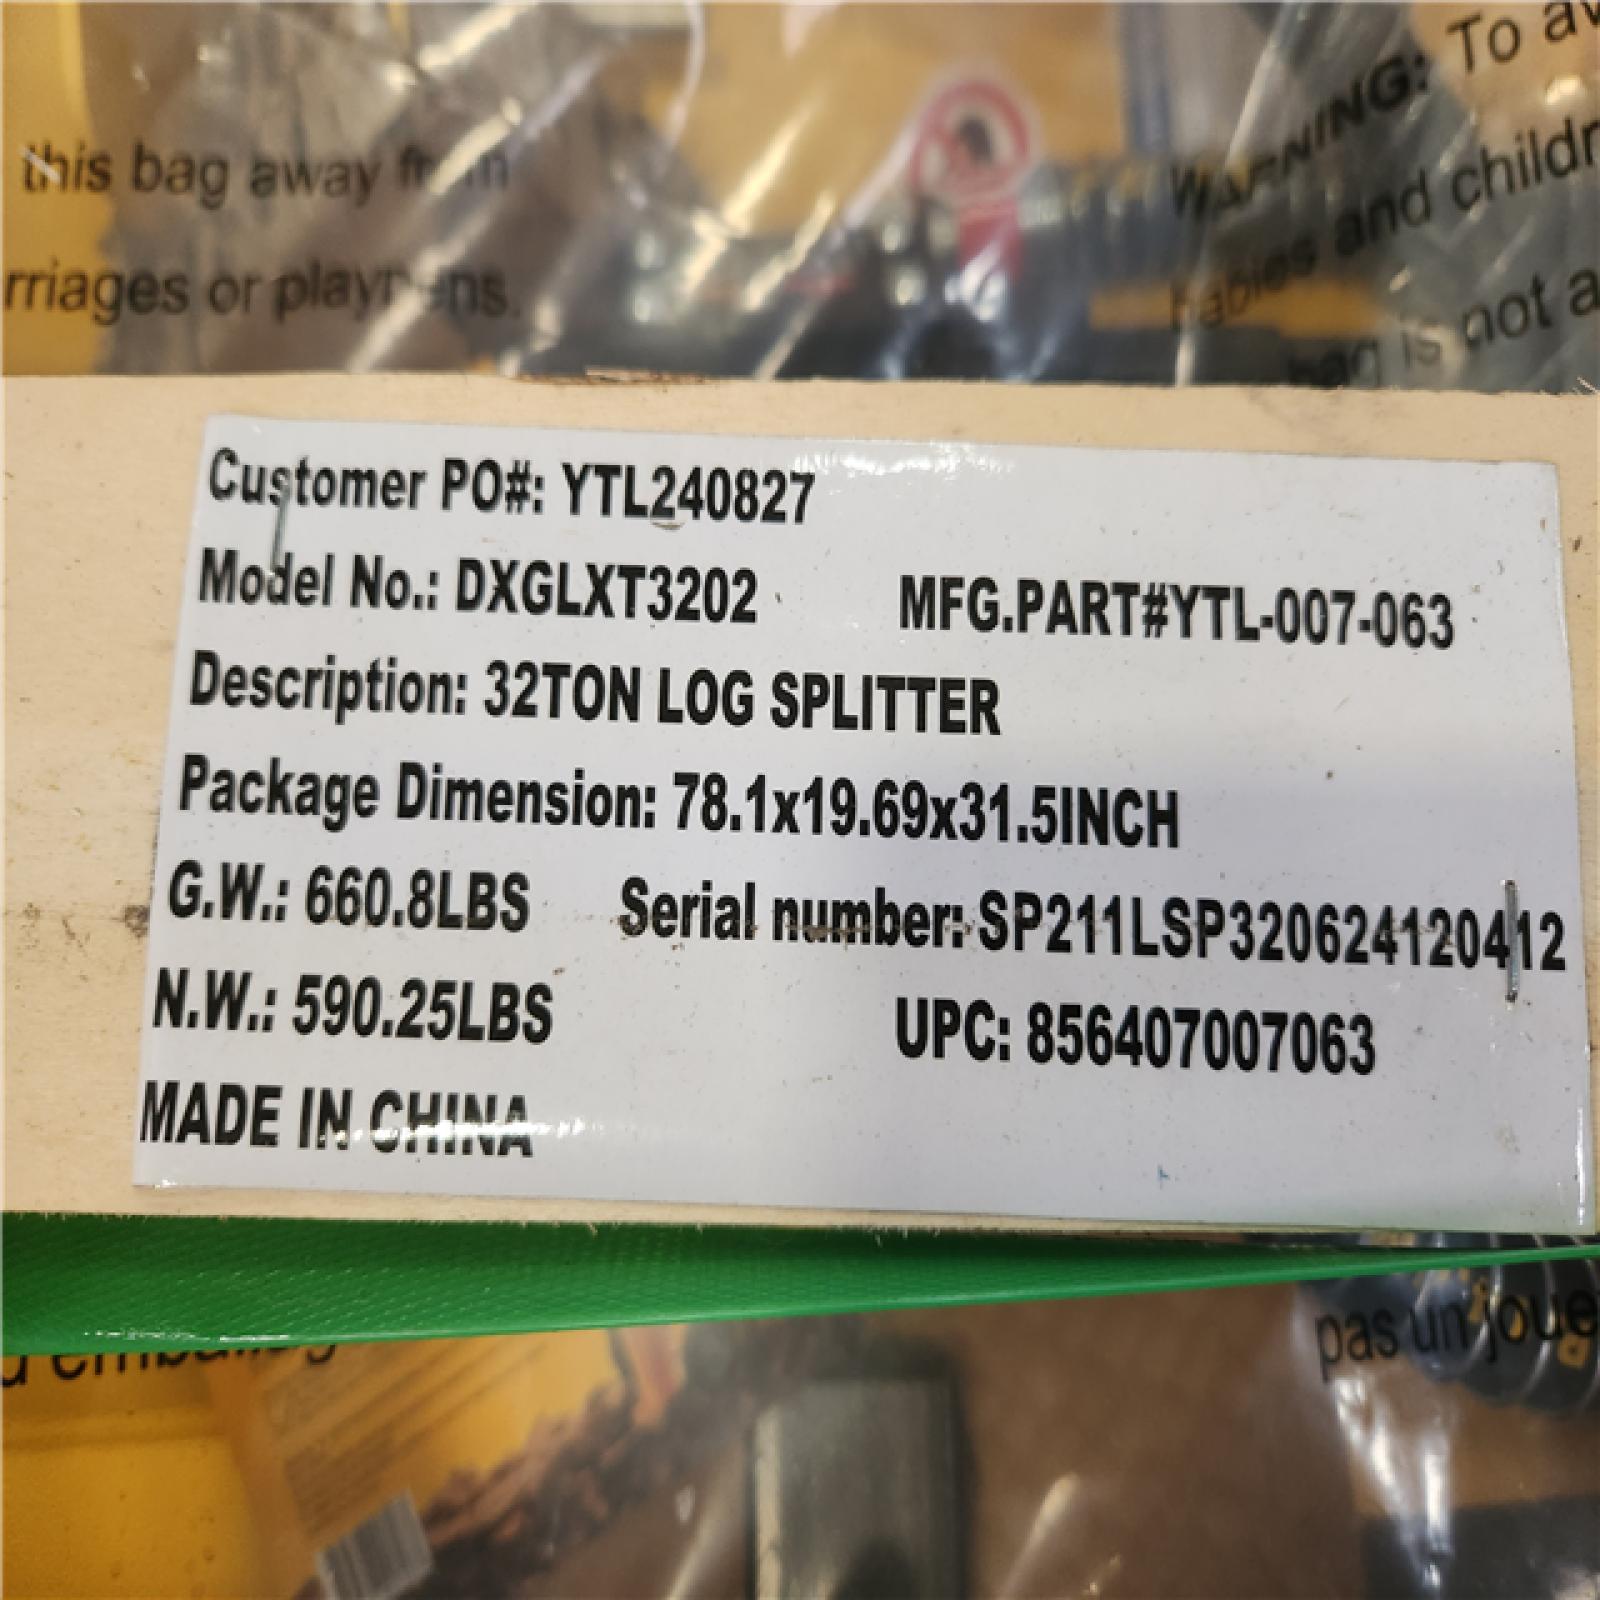 this bag away from
rriages or playpens.
WARNING: To av
babies and childr
bag is not a
Customer PO#: YTL240827
Model No.: DXGLXT3202 MFG.PART#YTL-007-063
Description: 32TON LOG SPLITTER
Package Dimension: 78.1x19.69x31.5INCH
G.W.: 660.8LBS Serial number: SP211LSP320624120412
N.W.: 590.25LBS UPC: 856407007063
MADE IN CHINA
pas un joue